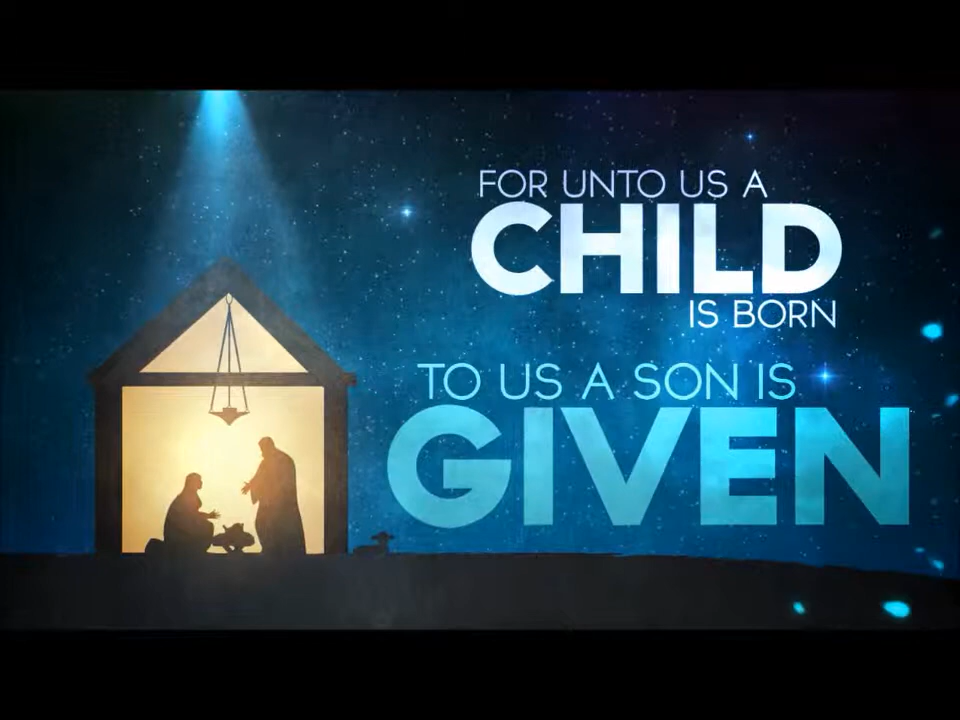 FOR UNTO US A
CHILD
IS BORN
TO US A SON IS
GIVEN